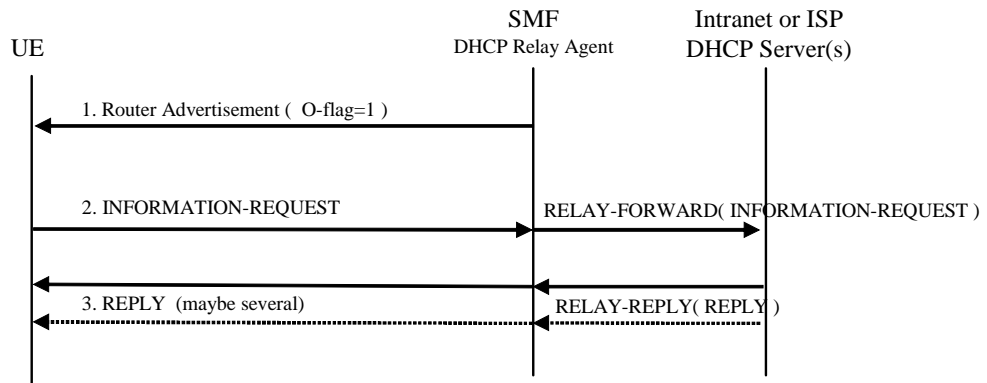 UE
SMF
DHCP Relay Agent
Intranet or ISP
DHCP Server(s)
1. Router Advertisement ( O-flag=1 )
2. INFORMATION-REQUEST
RELAY-FORWARD( INFORMATION-REQUEST )
3. REPLY (maybe several)
RELAY-REPLY( REPLY )